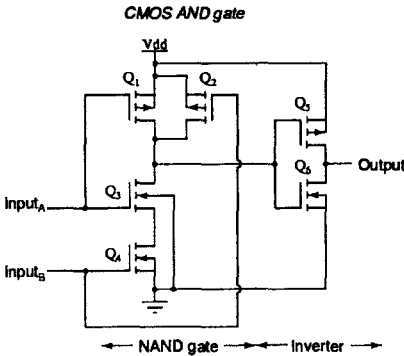 CMOS AND gate
Vdd
Q1
Q2
Q5
Q3
Q6
Output
InputA
Q4
InputB
NAND gate
Inverter